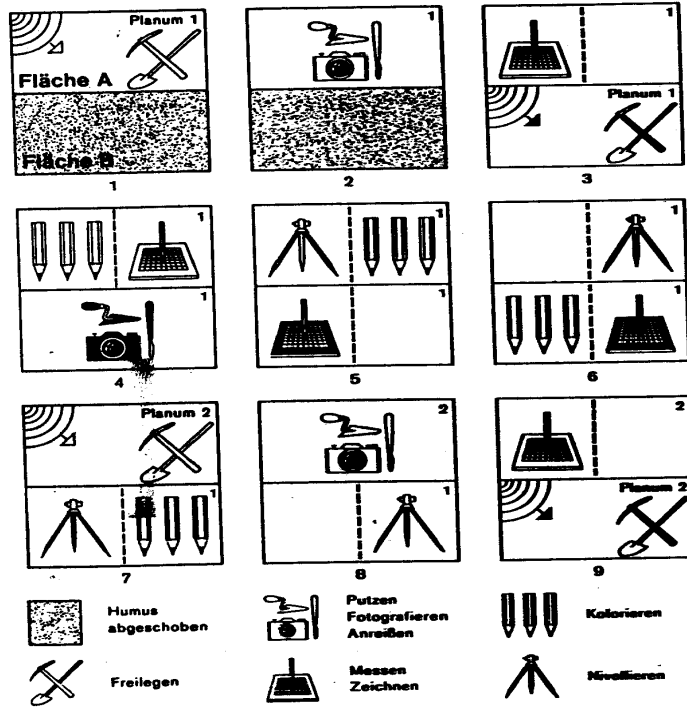 Planum 1
Fläche A
Fläche B
1
1
2
1
Planum 1
3
1
1
4
1
5
1
6
Planum 2
1
7
2
1
8
2
Planum 2
9
Humus
abgeschoben
Putzen
Fotografieren
Anreißen
Kolorieren
Freilegen
Messen
Zeichnen
Nivellieren